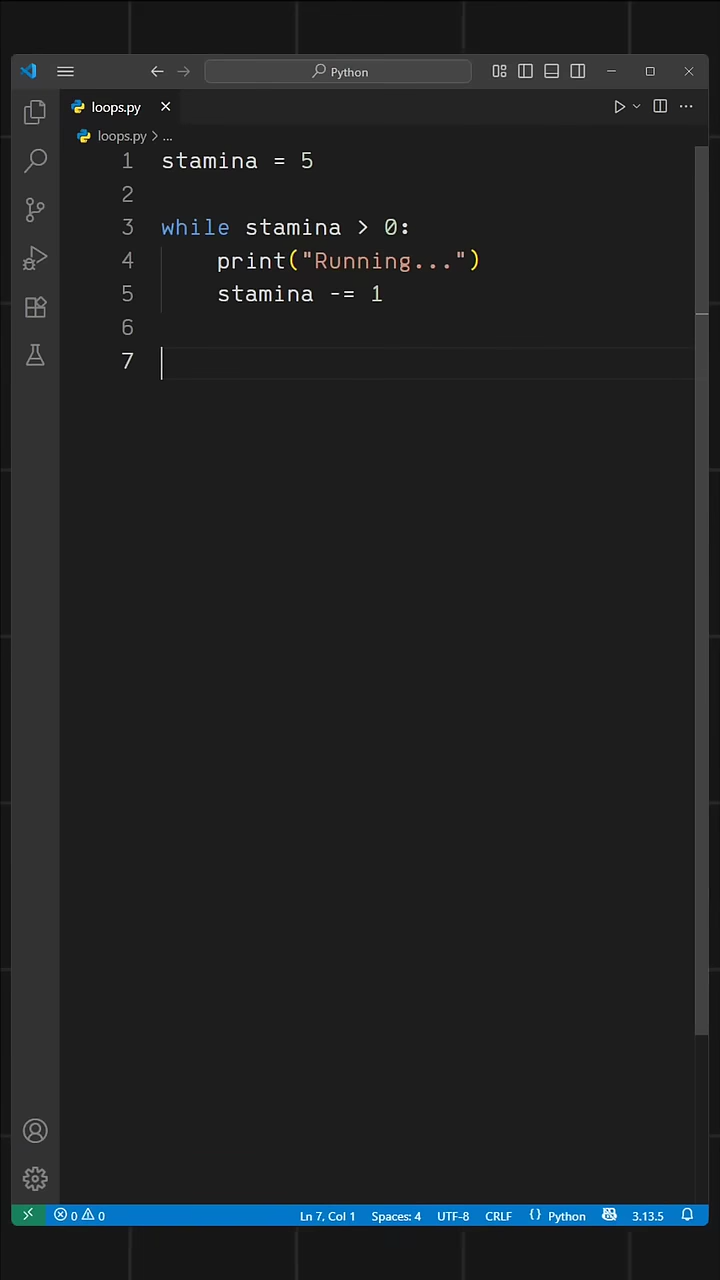 Python
loops.py
loops.py > ...
1 stamina = 5
2
3 while stamina > 0:
4     print("Running...")
5     stamina -= 1
6
7
0 0 Ln 7, Col 1 Spaces: 4 UTF-8 CRLF {} Python 3.13.5